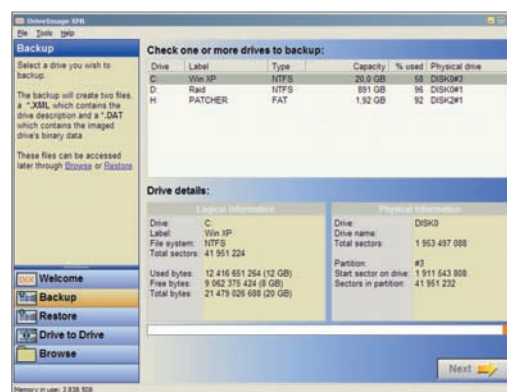 DriveImage XML
File Tools Help
Backup
Select a drive you wish to
backup.
The backup will create two files,
a *.XML which contains the
drive description and a *.DAT
which contains the imaged
drive's binary data.
These files can be accessed
later through Browse or Restore.
Welcome
Backup
Restore
Drive to Drive
Browse
Check one or more drives to backup:
Drive Label Type Capacity % used Physical drive
C: Win XP NTFS 20,0 GB 58 DISK0#3
D: Raid NTFS 891 GB 96 DISK0#1
H: PATCHER FAT 1,92 GB 92 DISK2#1
Drive details:
Logical Information
Drive: C:
Label: Win XP
File system: NTFS
Total sectors: 41 951 224
Used bytes: 12 416 651 264 (12 GB)
Free bytes: 9 062 375 424 (8 GB)
Total bytes: 21 479 026 688 (20 GB)
Physical Information
Drive: DISK0
Drive name:
Total sectors: 1 953 497 088
Partition: #3
Start sector on drive: 1 911 543 808
Sectors in partition: 41 951 232
Next
Memory in use: 2 838 508